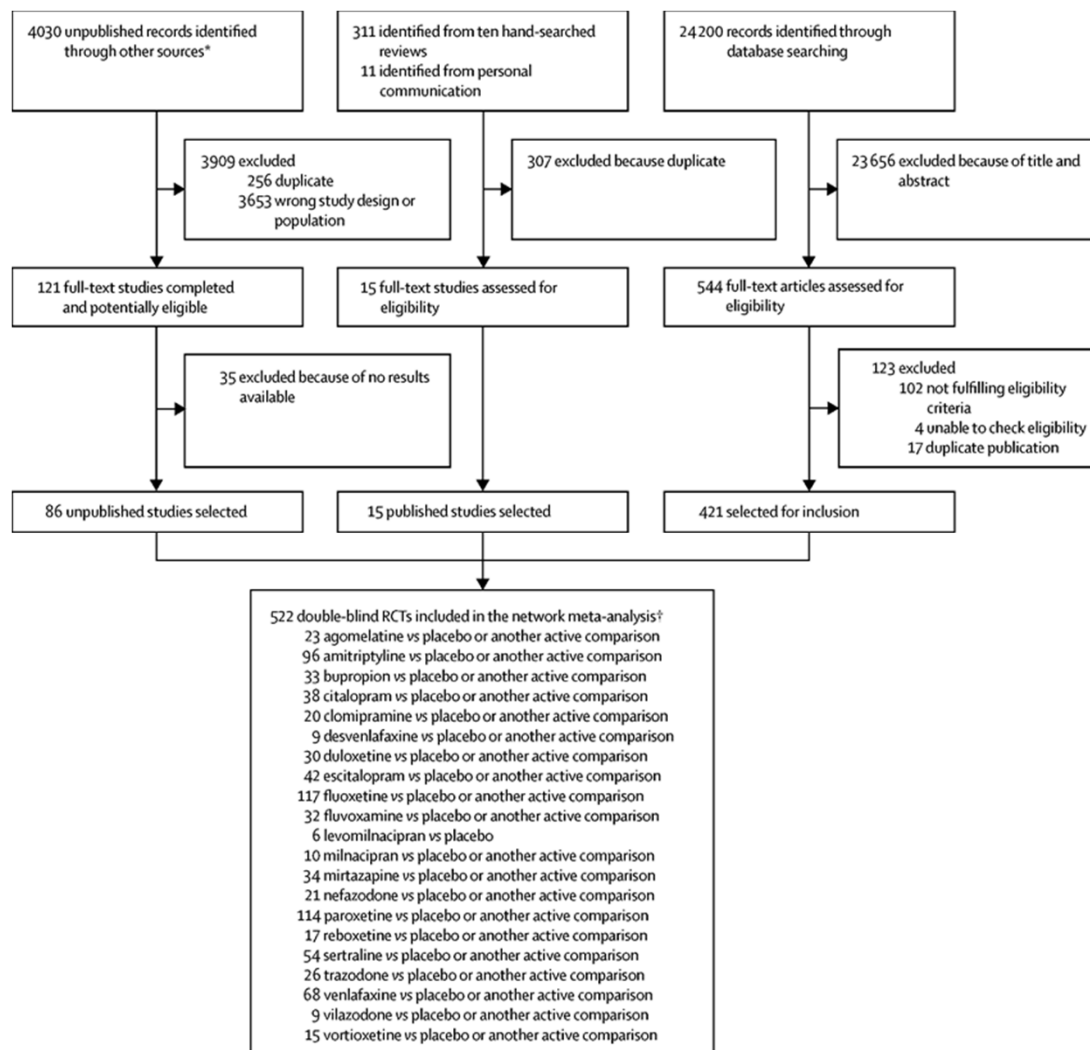 4030 unpublished records identified
through other sources*
311 identified from ten hand-searched
reviews
11 identified from personal
communication
24 200 records identified through
database searching
3909 excluded
256 duplicate
3653 wrong study design or
population
307 excluded because duplicate
23 656 excluded because of title and
abstract
121 full-text studies completed
and potentially eligible
15 full-text studies assessed for
eligibility
544 full-text articles assessed for
eligibility
35 excluded because of no results
available
123 excluded
102 not fulfilling eligibility
criteria
4 unable to check eligibility
17 duplicate publication
86 unpublished studies selected
15 published studies selected
421 selected for inclusion
522 double-blind RCTs included in the network meta-analysis†
23 agomelatine vs placebo or another active comparison
96 amitriptyline vs placebo or another active comparison
33 bupropion vs placebo or another active comparison
38 citalopram vs placebo or another active comparison
20 clomipramine vs placebo or another active comparison
9 desvenlafaxine vs placebo or another active comparison
30 duloxetine vs placebo or another active comparison
42 escitalopram vs placebo or another active comparison
117 fluoxetine vs placebo or another active comparison
32 fluvoxamine vs placebo or another active comparison
6 levomilnacipran vs placebo
10 milnacipran vs placebo or another active comparison
34 mirtazapine vs placebo or another active comparison
21 nefazodone vs placebo or another active comparison
114 paroxetine vs placebo or another active comparison
17 reboxetine vs placebo or another active comparison
54 sertraline vs placebo or another active comparison
26 trazodone vs placebo or another active comparison
68 venlafaxine vs placebo or another active comparison
9 vilazodone vs placebo or another active comparison
15 vortioxetine vs placebo or another active comparison